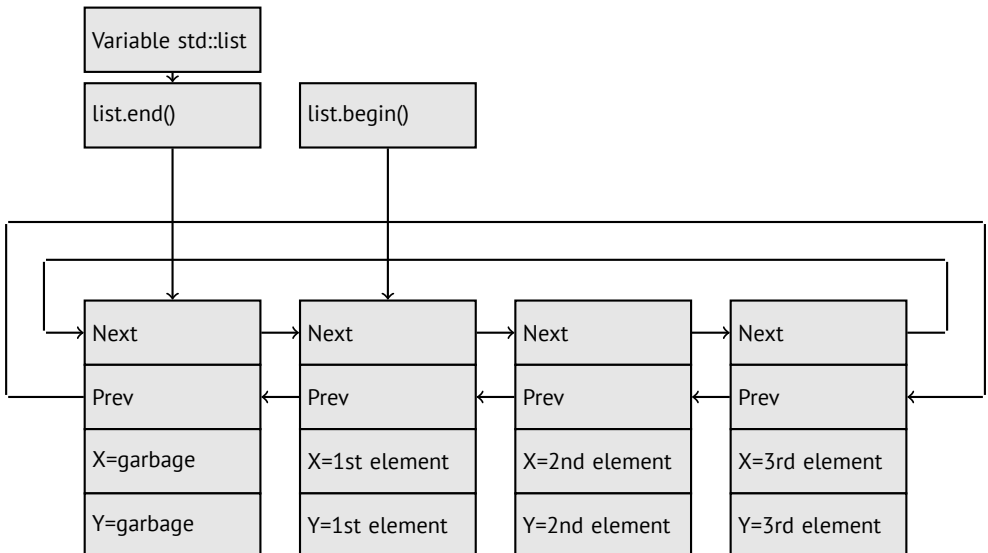 Variable std::list
list.end()
list.begin()
Next
Next
Next
Next
Prev
Prev
Prev
Prev
X=garbage
X=1st element
X=2nd element
X=3rd element
Y=garbage
Y=1st element
Y=2nd element
Y=3rd element